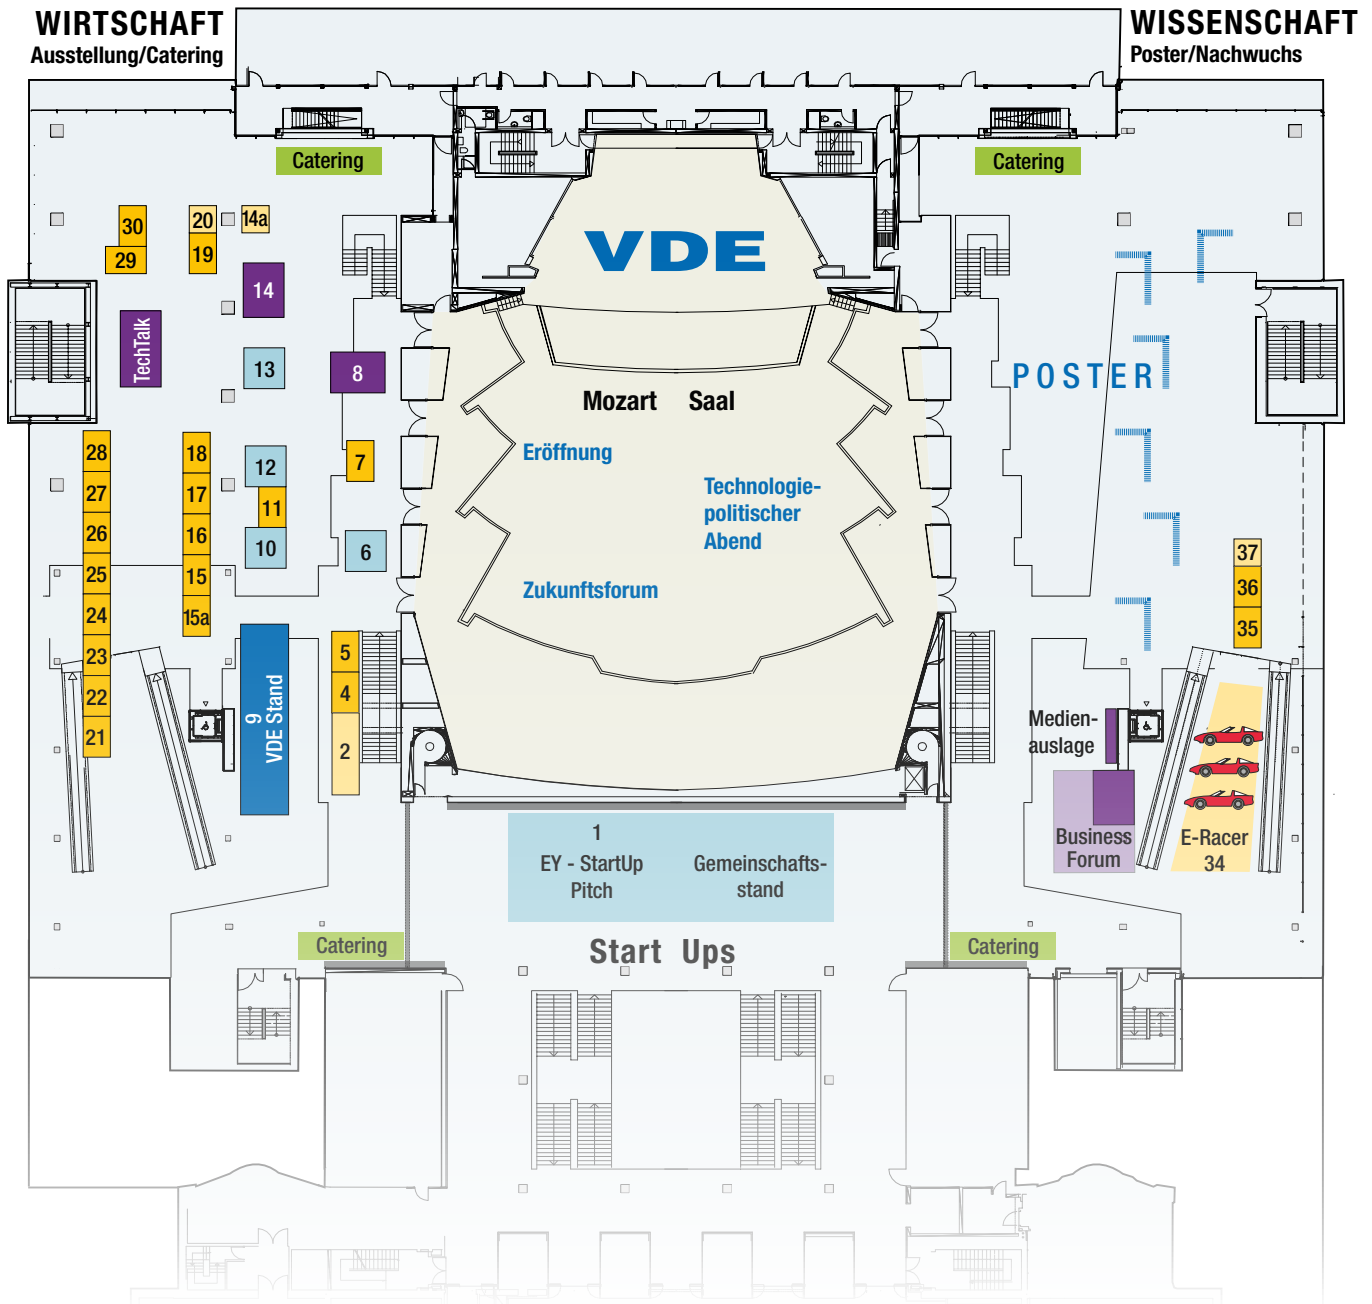 WIRTSCHAFT
Ausstellung/Catering
WISSENSCHAFT
Poster/Nachwuchs
Catering
Catering
30
29
20
19
14a
14
TechTalk
13
8
VDE
POSTER
Mozart Saal
Eröffnung
Technologie-
politischer
Abend
Zukunftsforum
28
27
26
25
24
23
22
21
18
17
16
15
15a
12
11
10
7
6
9
VDE Stand
5
4
2
37
36
35
Medien-
auslage
Business
Forum
E-Racer
34
1
EY - StartUp
Pitch
Gemeinschafts-
stand
Start Ups
Catering
Catering